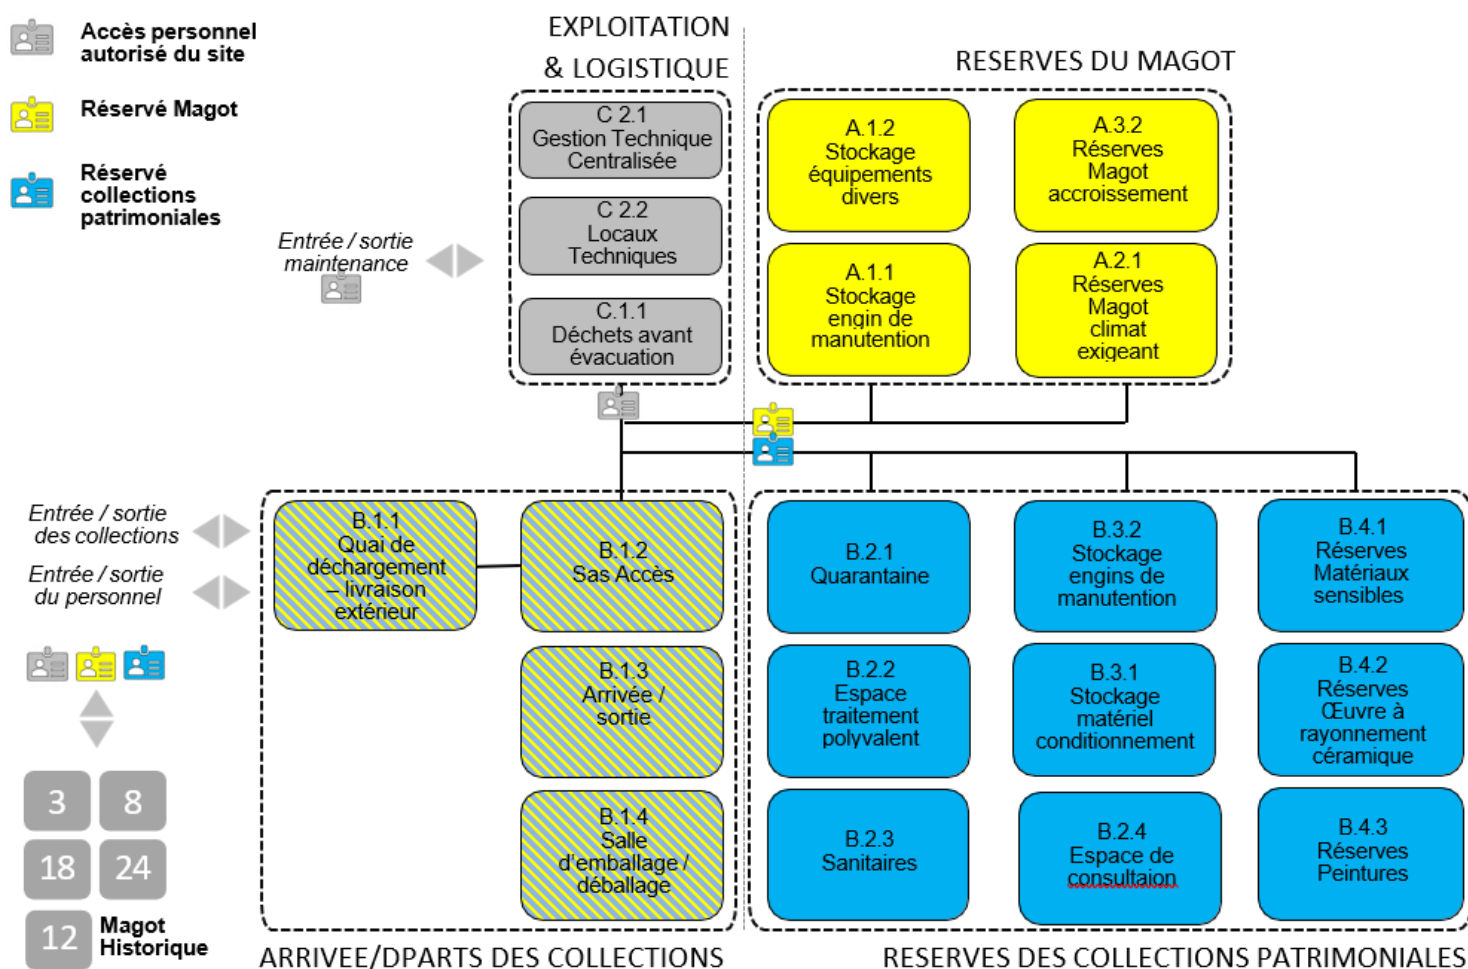 Accès personnel
autorisé du site
Réservé Magot
Réservé
collections
patrimoniales
EXPLOITATION
& LOGISTIQUE
C 2.1
Gestion Technique
Centralisée
C 2.2
Locaux
Techniques
C.1.1
Déchets avant
évacuation
Entrée / sortie
maintenance
RESERVES DU MAGOT
A.1.2
Stockage
équipements
divers
A.3.2
Réserves
Magot
accroissement
A.1.1
Stockage
engin de
manutention
A.2.1
Réserves
Magot
climat
exigeant
Entrée / sortie
des collections
Entrée / sortie
du personnel
3
8
18
24
12
Magot
Historique
B.1.1
Quai de
déchargement
– livraison
extérieur
B.1.2
Sas Accès
B.1.3
Arrivée /
sortie
B.1.4
Salle
d'emballage /
déballage
ARRIVEE/DPARTS DES COLLECTIONS
B.2.1
Quarantaine
B.3.2
Stockage
engins de
manutention
B.4.1
Réserves
Matériaux
sensibles
B.2.2
Espace
traitement
polyvalent
B.3.1
Stockage
matériel
conditionnement
B.4.2
Réserves
Œuvre à
rayonnement
céramique
B.2.3
Sanitaires
B.2.4
Espace de
consultaion
B.4.3
Réserves
Peintures
RESERVES DES COLLECTIONS PATRIMONIALES